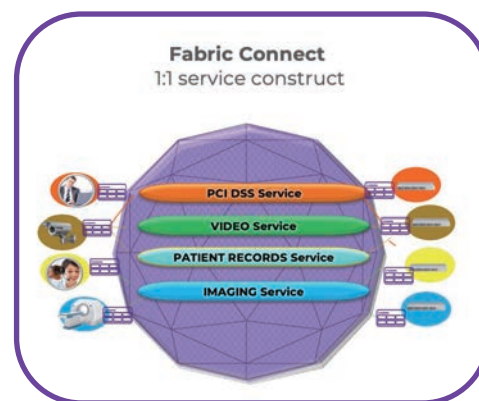 Fabric Connect
1:1 service construct
PCI DSS Service
VIDEO Service
PATIENT RECORDS Service
IMAGING Service